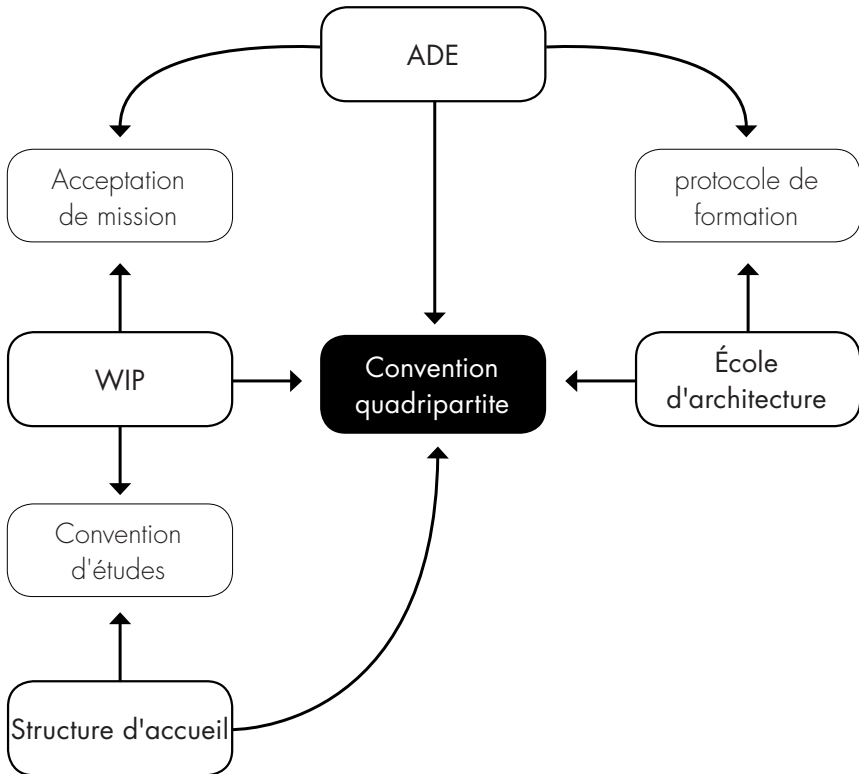 ADE
Acceptation
de mission
protocole de
formation
WIP
Convention
quadripartite
École
d'architecture
Convention
d'études
Structure d'accueil